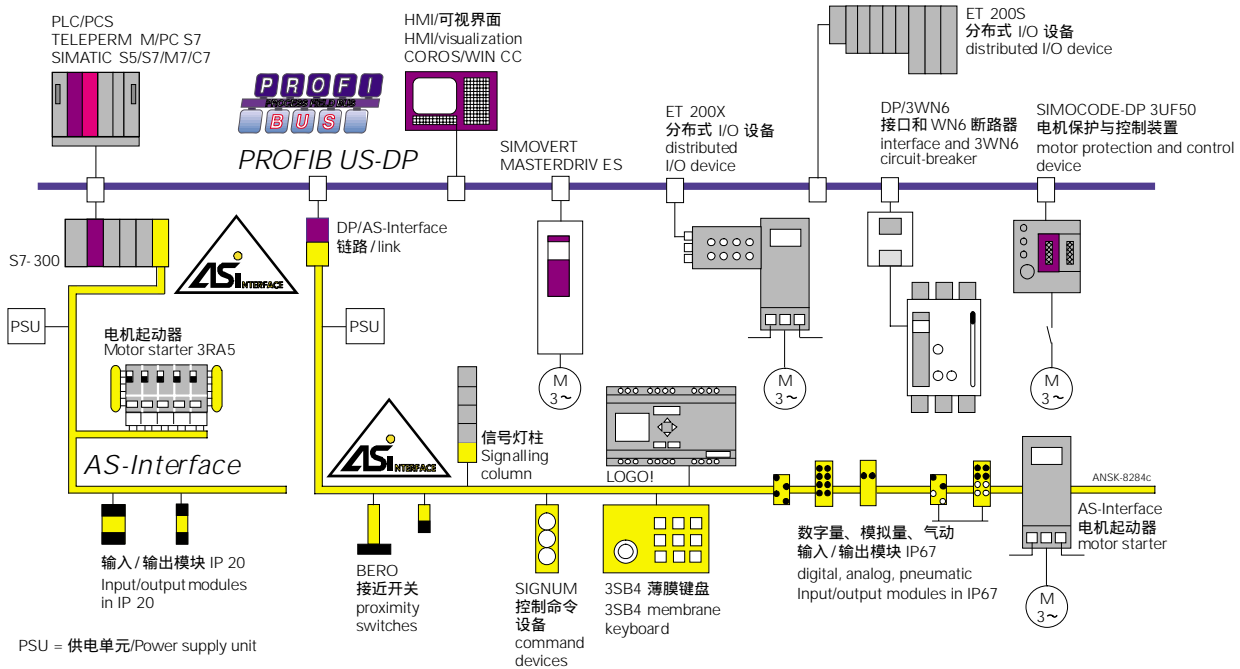 PLC/PCS
TELEPERM M/PC S7
SIMATIC S5/S7/M7/C7
HMI/可视界面
HMI/visualization
COROS/WIN CC
ET 200S
分布式 I/O 设备
distributed I/O device
PROFI
PROCESS FIELD BUS
BUS
PROFIB US-DP
SIMOVERT
MASTERDRIV ES
ET 200X
分布式 I/O 设备
distributed
I/O device
DP/3WN6
接口和 WN6 断路器
interface and 3WN6
circuit-breaker
SIMOCODE-DP 3UF50
电机保护与控制装置
motor protection and control
device
S7-300
ASi
NTERFACE
DP/AS-Interface
链路/link
PSU
PSU
电机起动器
Motor starter 3RA5
M
3~
M
3~
M
3~
AS-Interface
ASi
NTERFACE
信号灯柱
Signalling
column
LOGO!
ANSK-8284c
AS-Interface
电机起动器
motor starter
输入/输出模块 IP 20
Input/output modules
in IP 20
BERO
接近开关
proximity
switches
SIGNUM
控制命令
设备
command
devices
3SB4 薄膜键盘
3SB4 membrane
keyboard
数字量、模拟量、气动
输入/输出模块 IP67
digital, analog, pneumatic
Input/output modules in IP67
M
3~
PSU = 供电单元/Power supply unit